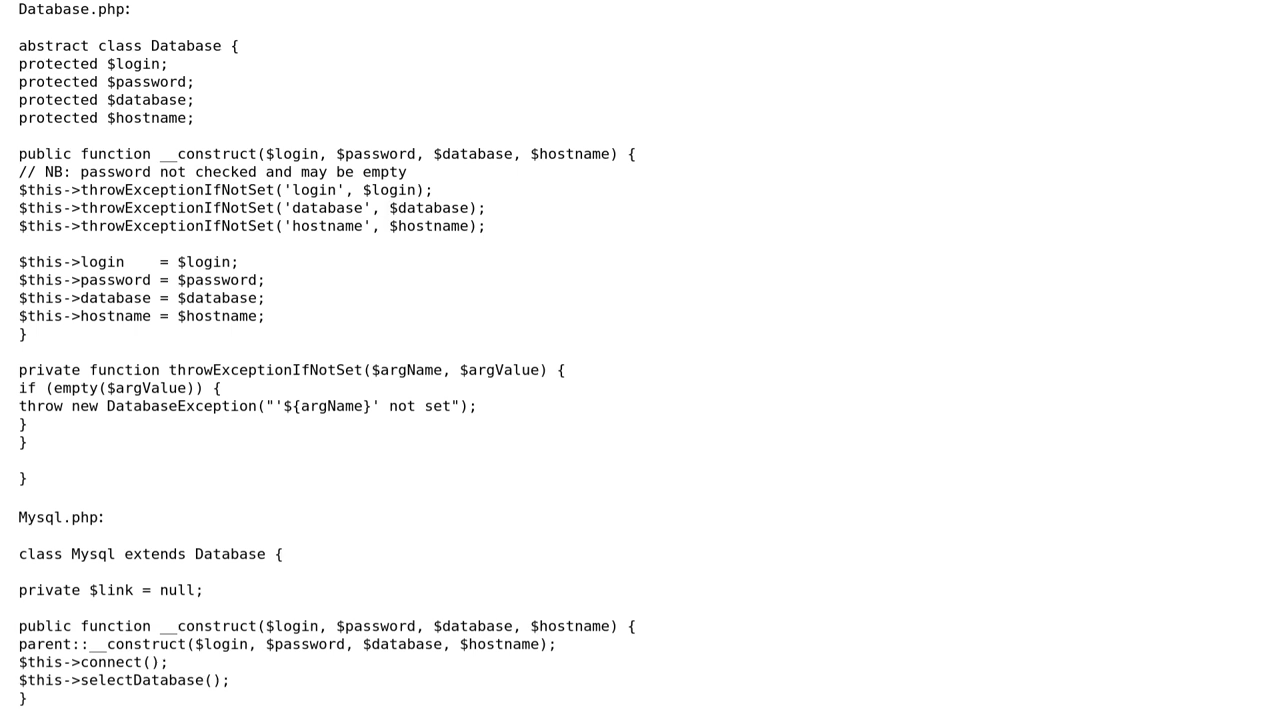 Database.php:
abstract class Database {
protected $login;
protected $password;
protected $database;
protected $hostname;
public function __construct($login, $password, $database, $hostname) {
// NB: password not checked and may be empty
$this->throwExceptionIfNotSet('login', $login);
$this->throwExceptionIfNotSet('database', $database);
$this->throwExceptionIfNotSet('hostname', $hostname);
$this->login    = $login;
$this->password = $password;
$this->database = $database;
$this->hostname = $hostname;
}
private function throwExceptionIfNotSet($argName, $argValue) {
if (empty($argValue)) {
throw new DatabaseException("'${argName}' not set");
}
}
}
Mysql.php:
class Mysql extends Database {
private $link = null;
public function __construct($login, $password, $database, $hostname) {
parent::__construct($login, $password, $database, $hostname);
$this->connect();
$this->selectDatabase();
}